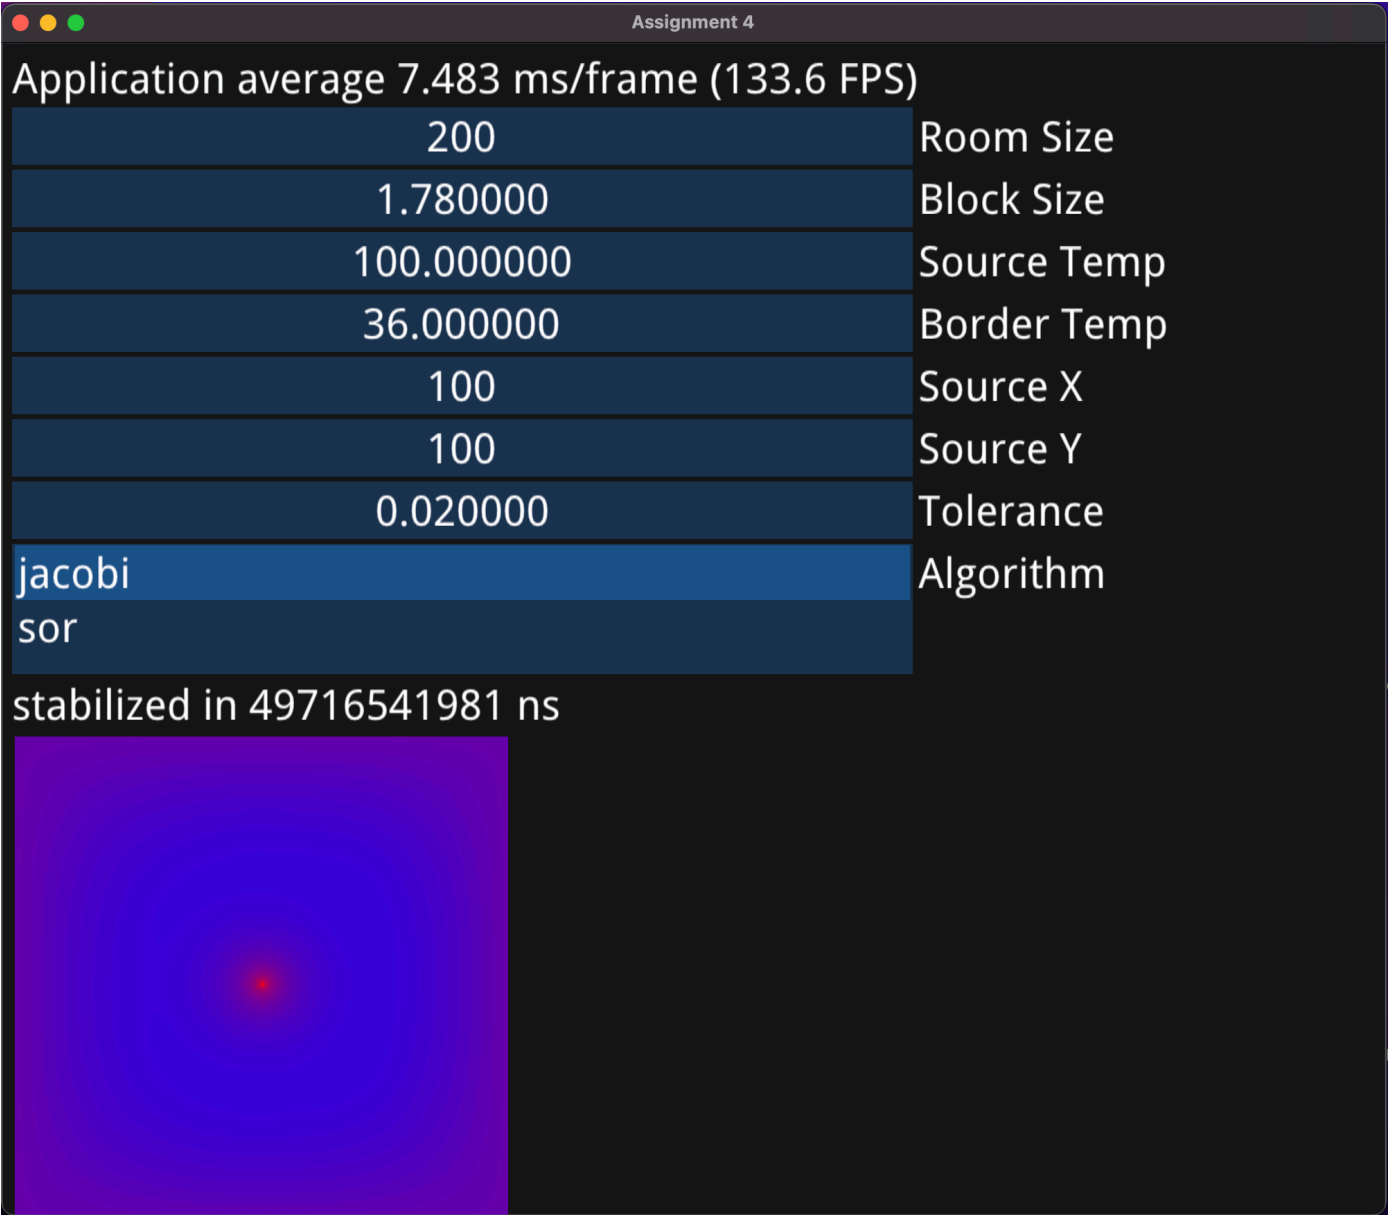 Assignment 4
Application average 7.483 ms/frame (133.6 FPS)
200 Room Size
1.780000 Block Size
100.000000 Source Temp
36.000000 Border Temp
100 Source X
100 Source Y
0.020000 Tolerance
jacobi Algorithm
sor
stabilized in 49716541981 ns